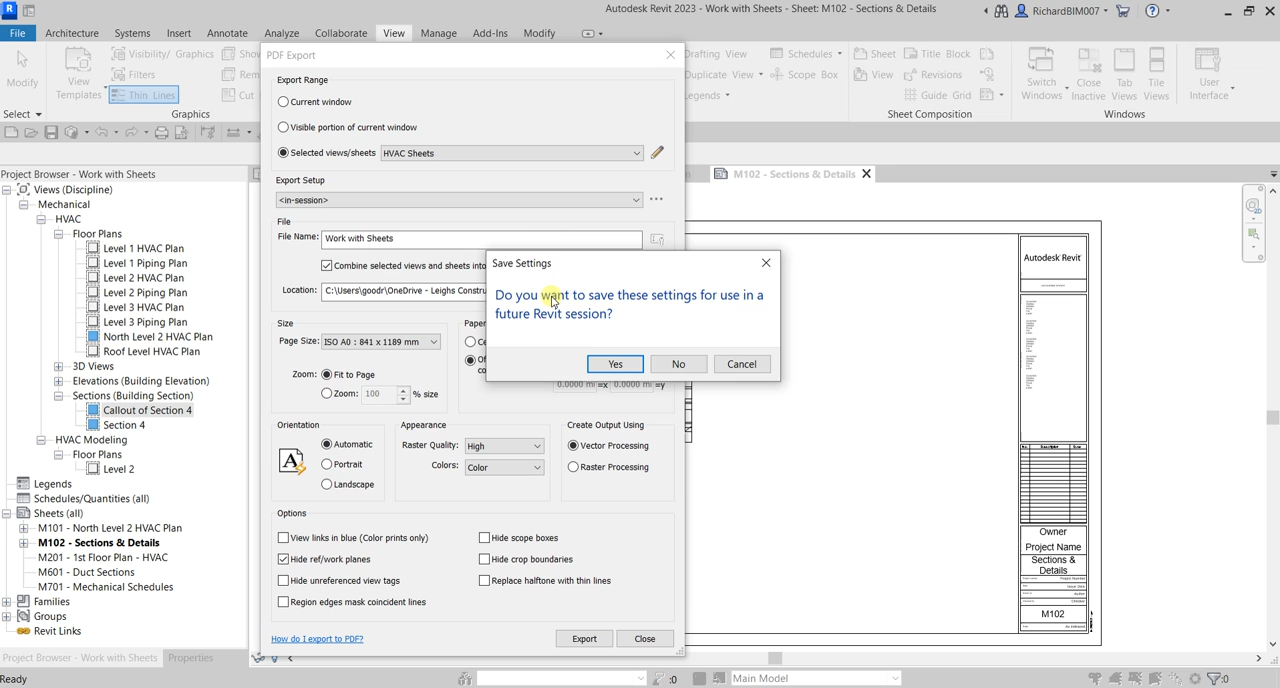 Autodesk Revit 2023 - Work with Sheets - Sheet: M102 - Sections & Details
RichardBIM007
File Architecture Systems Insert Annotate Analyze Collaborate View Manage Add-Ins Modify
Modify
View
Templates
Visibility/ Graphics
Filters
Thin Lines
Cut
Drafting View
Duplicate View
Legends
Schedules
Scope Box
Sheet
View
Title Block
Revisions
Guide Grid
Switch
Windows
Close
Inactive
Tab
Views
Tile
Views
User
Interface
Select
Graphics
Sheet Composition
Windows
Project Browser - Work with Sheets
Views (Discipline)
Mechanical
HVAC
Floor Plans
Level 1 HVAC Plan
Level 1 Piping Plan
Level 2 HVAC Plan
Level 2 Piping Plan
Level 3 HVAC Plan
Level 3 Piping Plan
North Level 2 HVAC Plan
Roof Level HVAC Plan
3D Views
Elevations (Building Elevation)
Sections (Building Section)
Callout of Section 4
Section 4
HVAC Modeling
Floor Plans
Level 2
Legends
Schedules/Quantities (all)
Sheets (all)
M101 - North Level 2 HVAC Plan
M102 - Sections & Details
M201 - 1st Floor Plan - HVAC
M601 - Duct Sections
M701 - Mechanical Schedules
Families
Groups
Revit Links
Project Browser - Work with Sheets
Properties
PDF Export
Export Range
Current window
Visible portion of current window
Selected views/sheets
HVAC Sheets
Export Setup
<in-session>
File
File Name:
Work with Sheets
Combine selected views and sheets into
Location:
C:\Users\goodr\OneDrive - Leighs Constru
Size
Page Size:
ISO A0 : 841 x 1189 mm
Zoom:
Fit to Page
Zoom:
100
% size
Paper
=x
=y
Orientation
Automatic
Portrait
Landscape
Appearance
Raster Quality:
High
Colors:
Color
Create Output Using
Vector Processing
Raster Processing
Options
View links in blue (Color prints only)
Hide ref/work planes
Hide unreferenced view tags
Region edges mask coincident lines
Hide scope boxes
Hide crop boundaries
Replace halftone with thin lines
How do I export to PDF?
Export
Close
Save Settings
Do you want to save these settings for use in a
future Revit session?
Yes
No
Cancel
M102 - Sections & Details
Autodesk Revit
Owner
Project Name
Sections &
Details
M102
Ready
:0
Main Model
:0